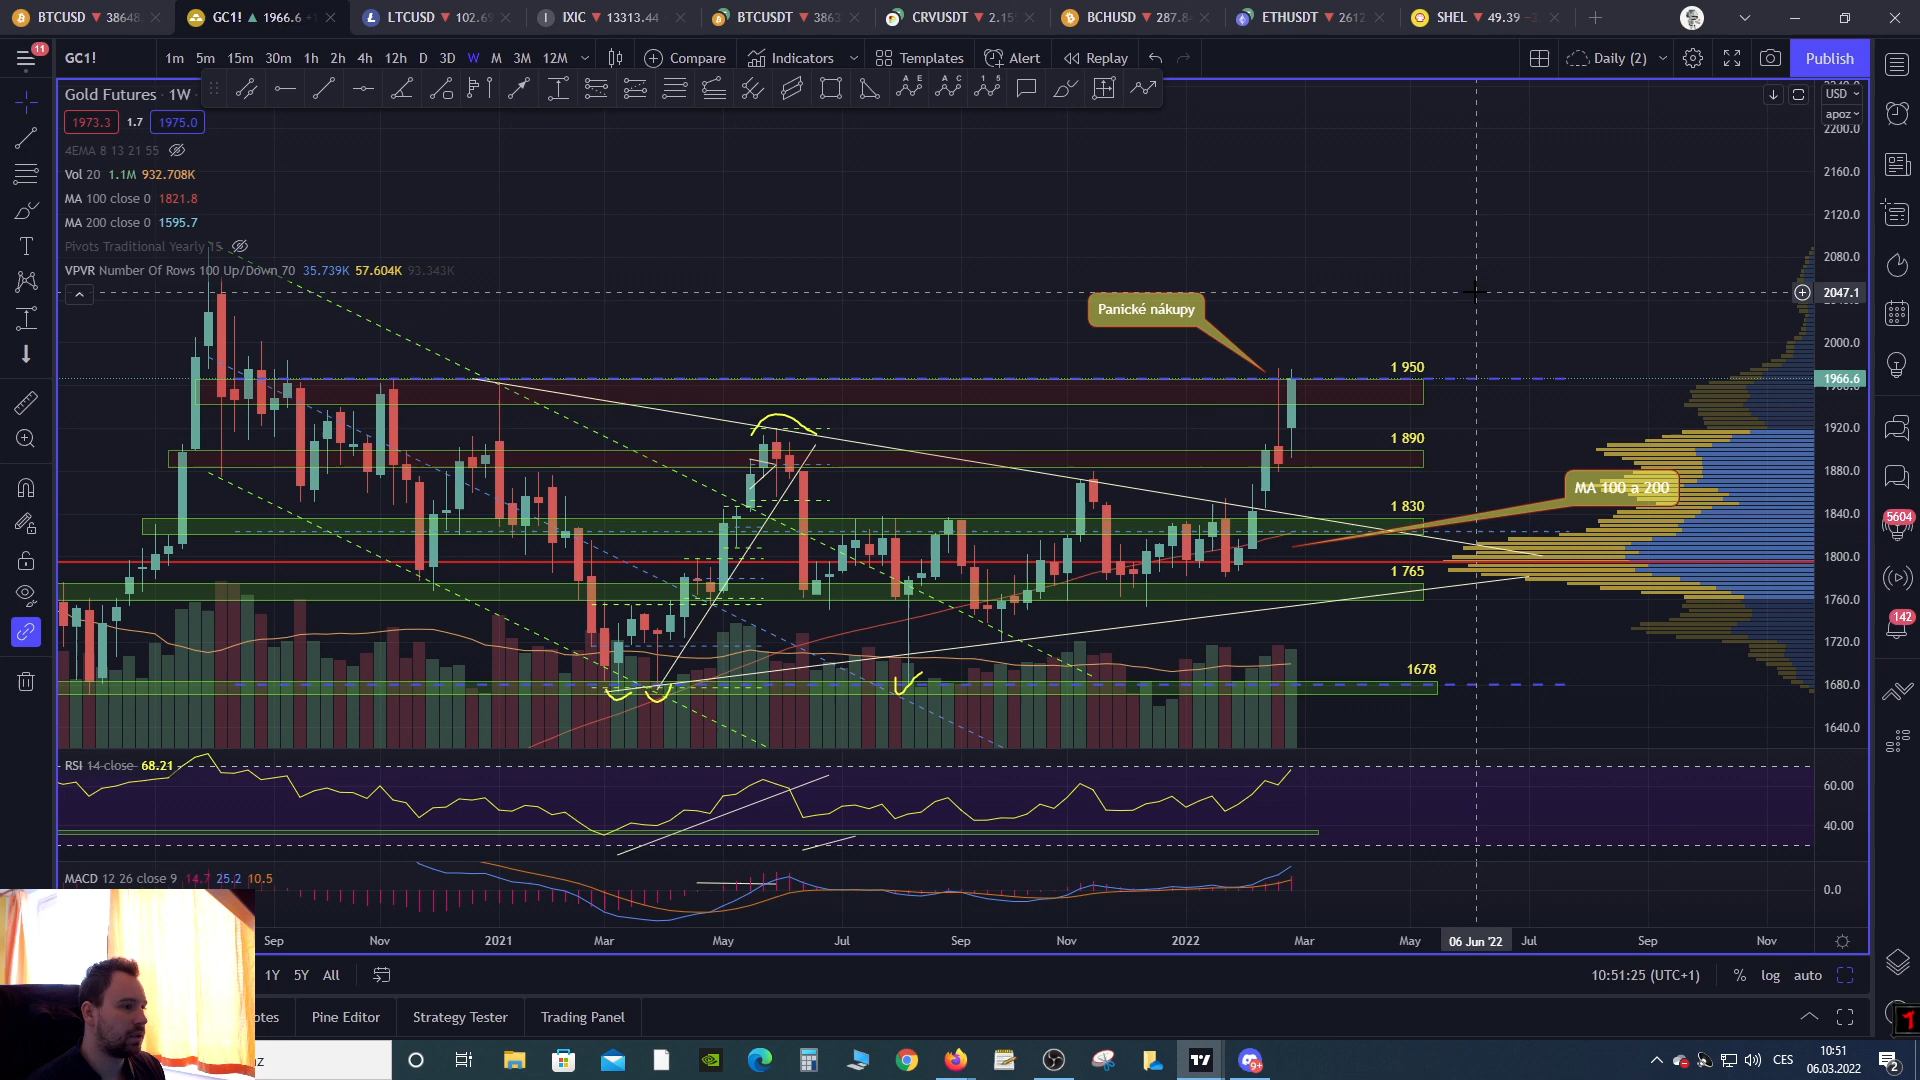 BTCUSD ▼ 38648
GC1! ▲ 1966.6
LTCUSD ▼ 102.69
IXIC ▼ 13313.44
BTCUSDT ▼ 386
CRVUSDT ▼ 2.15
BCHUSD ▼ 287.8
ETHUSDT ▼ 2612
SHEL ▼ 49.39
11
GC1!
1m 5m 15m 30m 1h 2h 4h 12h D 3D W M 3M 12M
Compare
Indicators
Templates
Alert
Replay
Daily (2)
Publish
Gold Futures · 1W
1973.3 1.7 1975.0
4EMA 8 13 21 55
Vol 20 1.1M 932.708K
MA 100 close 0 1821.8
MA 200 close 0 1595.7
Pivots Traditional Yearly 15
VPVR Number Of Rows 100 Up/Down 70 35.739K 57.604K 93.343K
USD
apoz
2200.0
2160.0
2120.0
2080.0
2047.1
2000.0
1966.6
1920.0
1880.0
1840.0
1800.0
1760.0
1720.0
1680.0
1640.0
Panické nákupy
1 950
1 890
MA 100 a 200
1 830
1 765
1678
RSI 14 close 68.21
60.00
40.00
MACD 12 26 close 9 14.7 25.2 10.5
0.0
Sep Nov 2021 Mar May Jul Sep Nov 2022 Mar May 06 Jun '22 Jul Sep Nov
1Y 5Y All
10:51:25 (UTC+1)
% log auto
otes
Pine Editor
Strategy Tester
Trading Panel
5604
142
CES
10:51
06.03.2022
2
9+